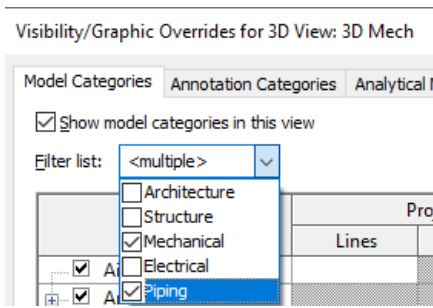 Visibility/Graphic Overrides for 3D View: 3D Mech
Model Categories Annotation Categories Analytical
Show model categories in this view
Filter list: <multiple>
Architecture
Structure
Mechanical
Lines
Electrical
Piping